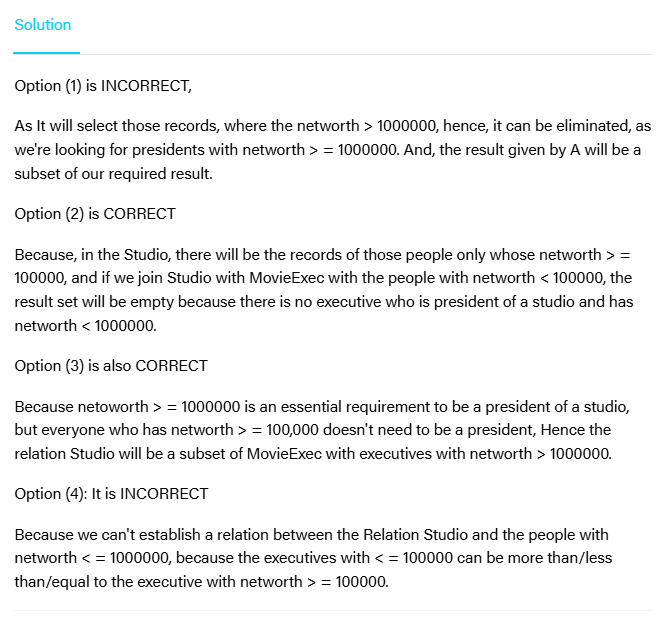 Solution
Option (1) is INCORRECT,
As It will select those records, where the networth > 1000000, hence, it can be eliminated, as
we're looking for presidents with networth > = 1000000. And, the result given by A will be a
subset of our required result.
Option (2) is CORRECT
Because, in the Studio, there will be the records of those people only whose networth > =
100000, and if we join Studio with MovieExec with the people with networth < 100000, the
result set will be empty because there is no executive who is president of a studio and has
networth < 1000000.
Option (3) is also CORRECT
Because netoworth > = 1000000 is an essential requirement to be a president of a studio,
but everyone who has networth > = 100,000 doesn't need to be a president, Hence the
relation Studio will be a subset of MovieExec with executives with networth > 1000000.
Option (4): It is INCORRECT
Because we can't establish a relation between the Relation Studio and the people with
networth < = 1000000, because the executives with < = 100000 can be more than/less
than/equal to the executive with networth > = 100000.